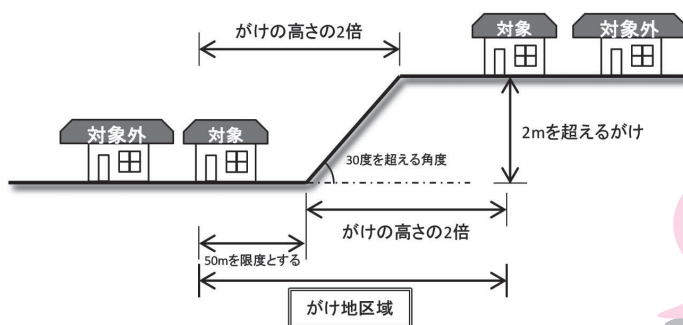 がけの高さの2倍
対象
対象外
対象外
対象
2mを超えるがけ
30度を超える角度
がけの高さの2倍
50mを限度とする
がけ地区域